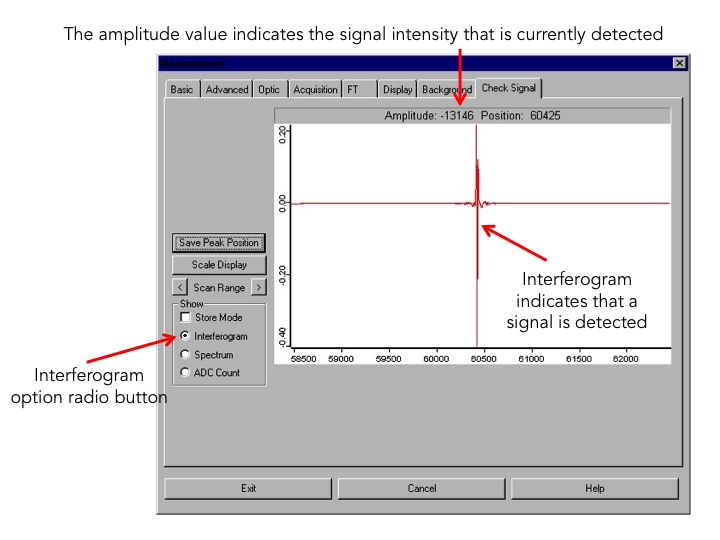 The amplitude value indicates the signal intensity that is currently detected
Measurement
Basic Advanced Optic Acquisition FT Display Background Check Signal
Amplitude: -13146 Position: 60425
0.20
0.00
-0.20
-0.40
58500 59000 59500 60000 60500 61000 61500 62000
Save Peak Position
Scale Display
< Scan Range >
Show
Store Mode
Interferogram
Spectrum
ADC Count
Interferogram
indicates that a
signal is detected
Interferogram
option radio button
Exit Cancel Help